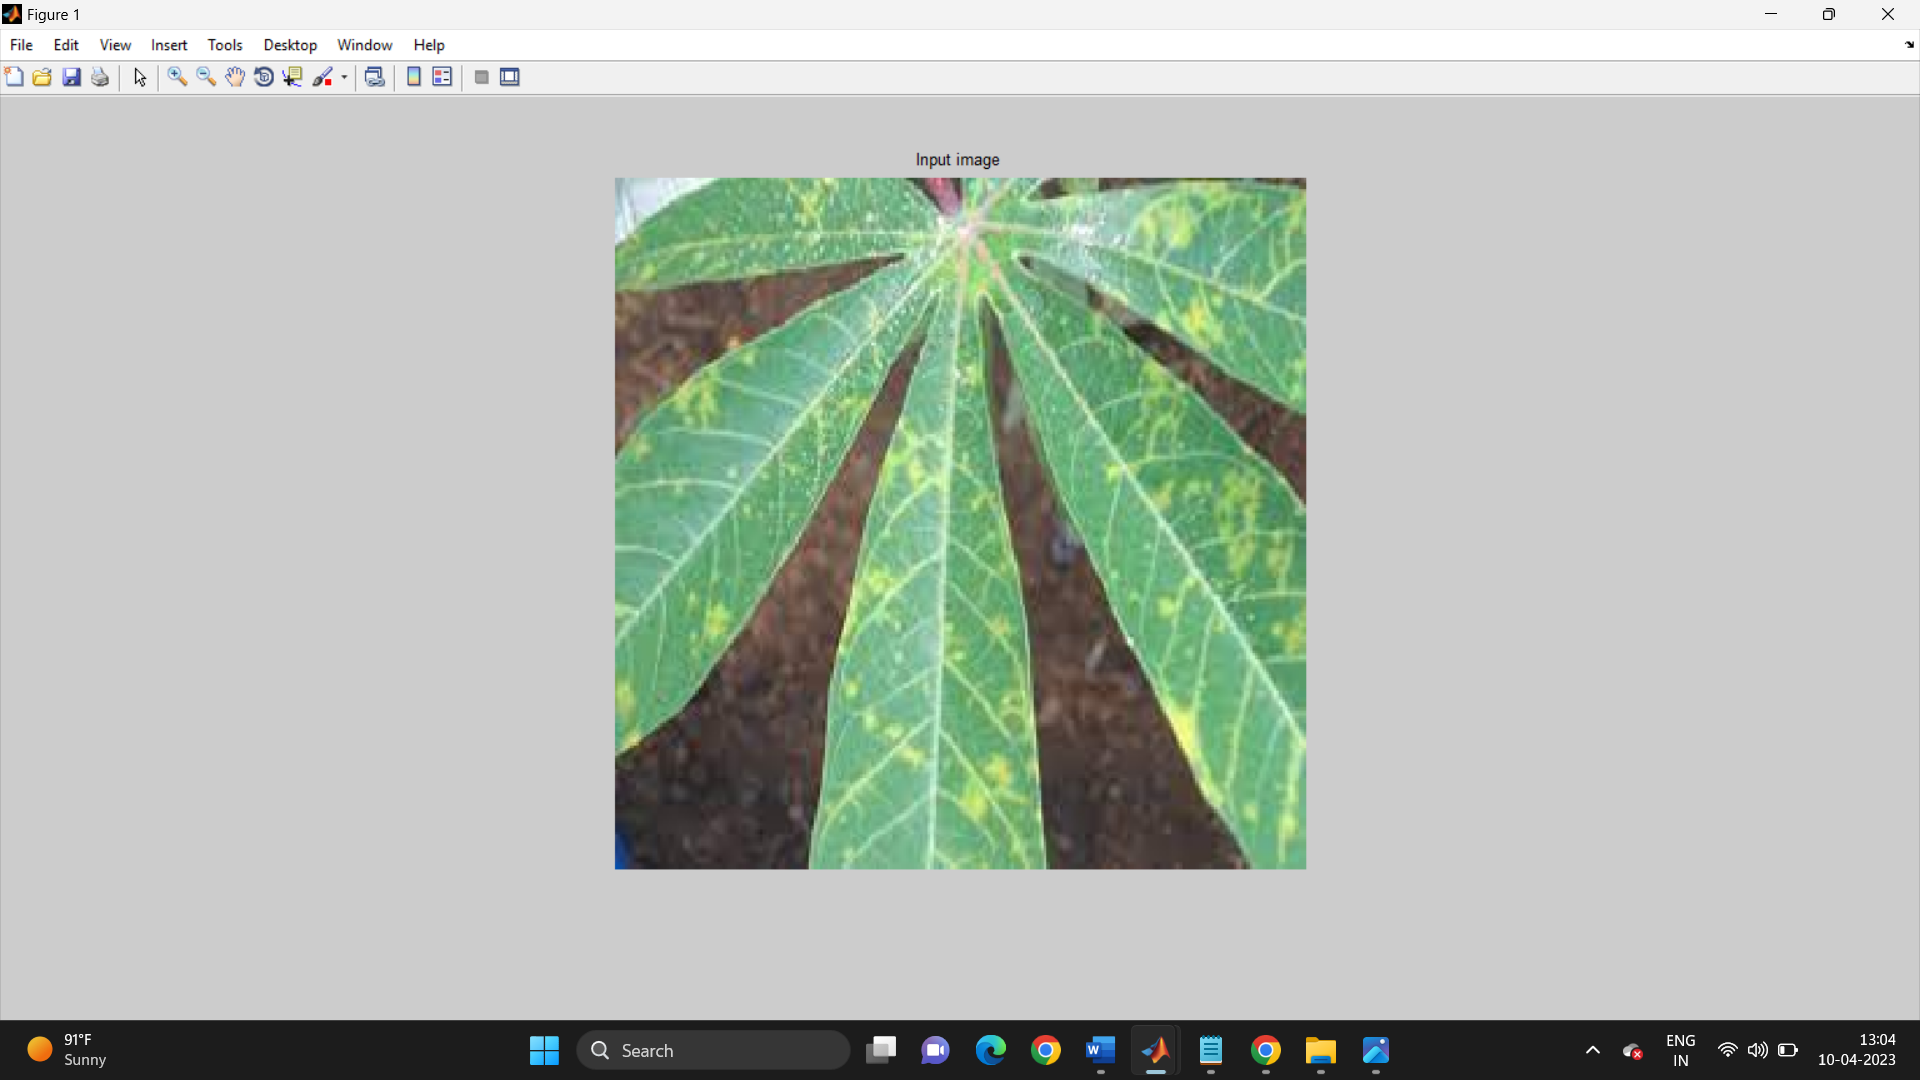 Figure 1
File Edit View Insert Tools Desktop Window Help
Input image
91°F
Sunny
Search
W
ENG
IN
13:04
10-04-2023